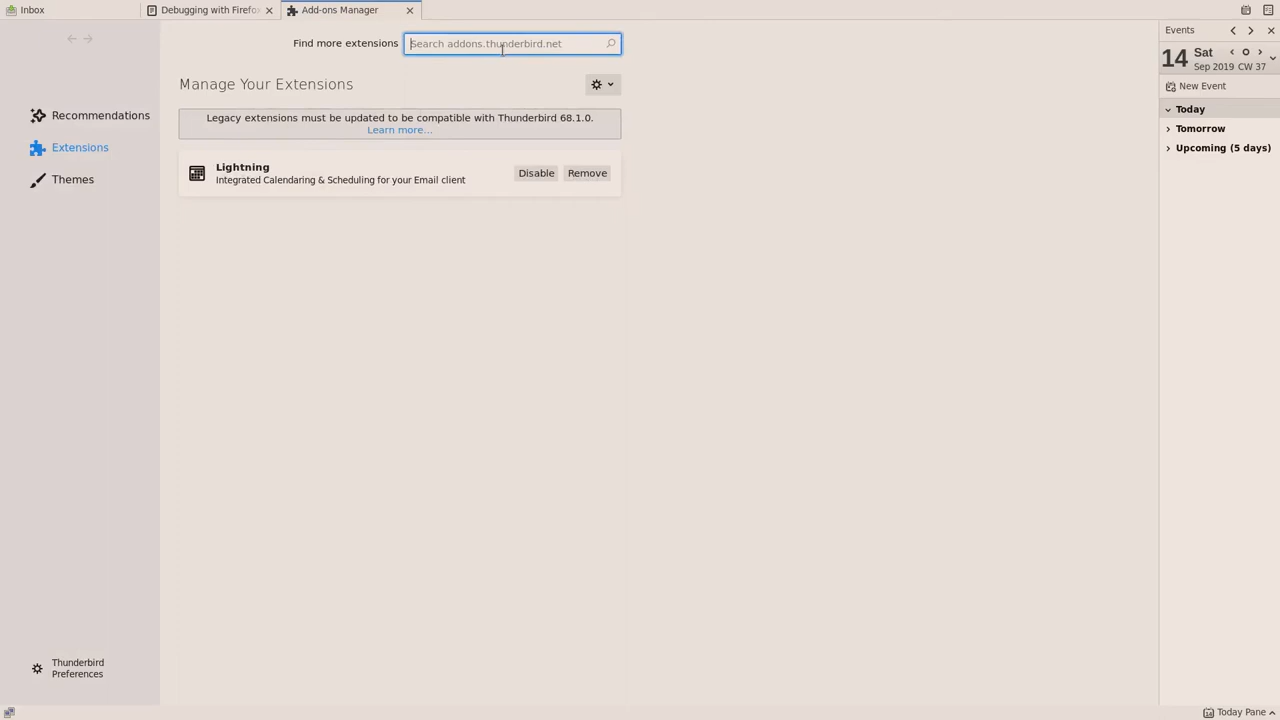 Inbox
Debugging with Firefox
Add-ons Manager
Find more extensions
Search addons.thunderbird.net
Events
14
Sat
Sep 2019 CW 37
Manage Your Extensions
New Event
Today
Recommendations
Legacy extensions must be updated to be compatible with Thunderbird 68.1.0.
Learn more…
Tomorrow
Extensions
Upcoming (5 days)
Lightning
Integrated Calendaring & Scheduling for your Email client
Disable
Remove
Themes
Thunderbird
Preferences
Today Pane